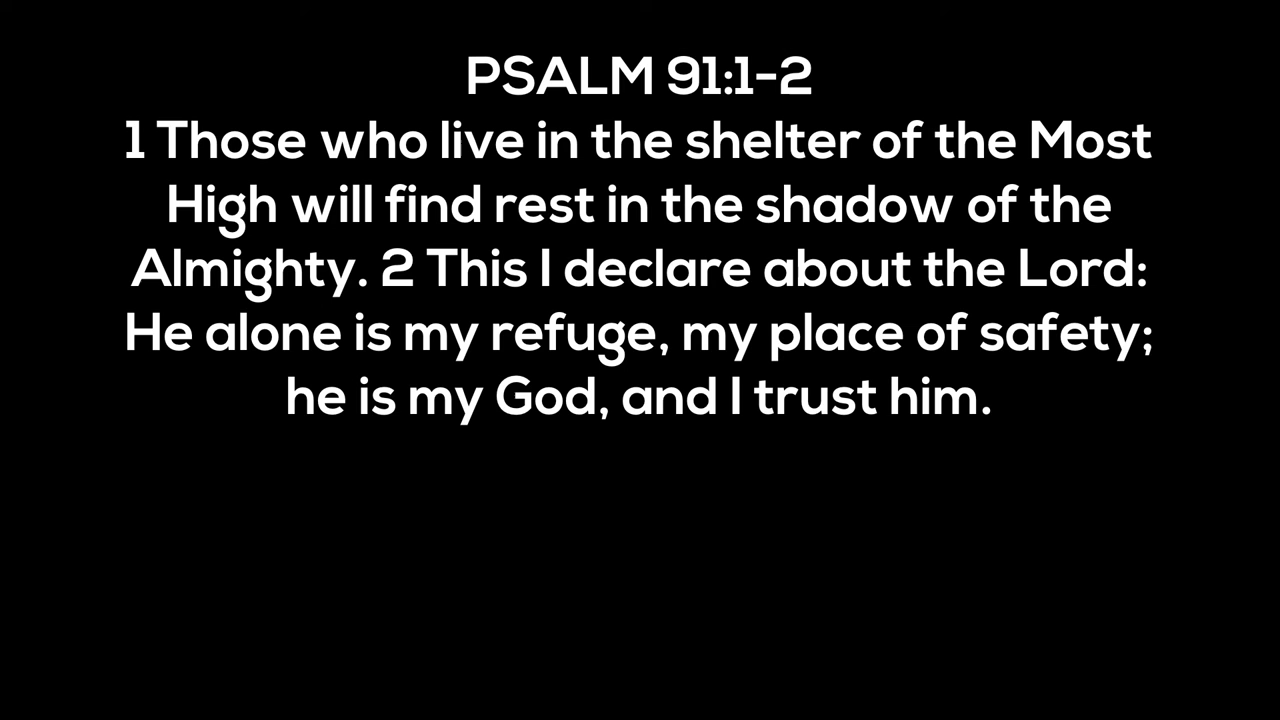 PSALM 91:1-2
1 Those who live in the shelter of the Most
High will find rest in the shadow of the
Almighty. 2 This I declare about the Lord:
He alone is my refuge, my place of safety;
he is my God, and I trust him.